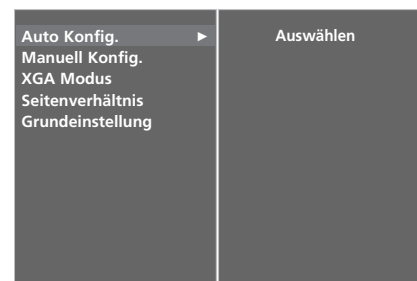 Auto Konfig. ► Auswählen
Manuell Konfig.
XGA Modus
Seitenverhältnis
Grundeinstellung